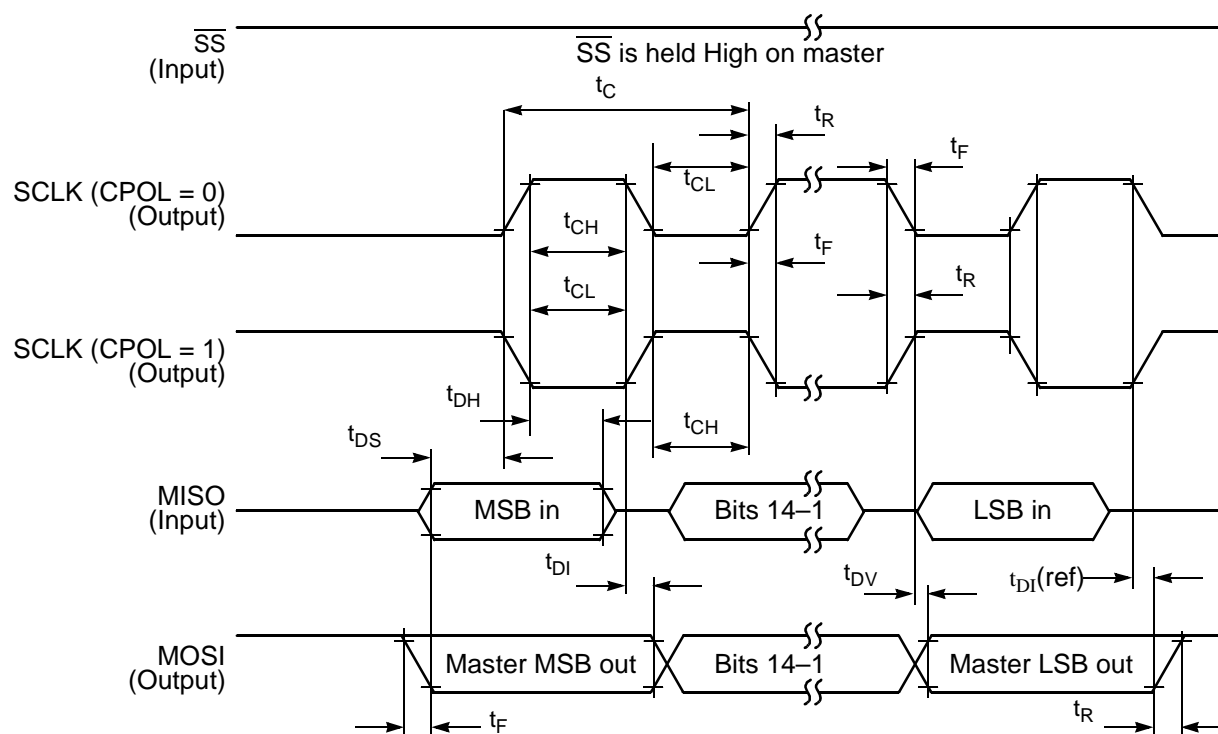 SS
(Input)
SS is held High on master
tC
tR
tF
SCLK (CPOL = 0)
(Output)
tCL
tCH
tF
tCL
tR
SCLK (CPOL = 1)
(Output)
tDH
tCH
tDS
MISO
(Input)
MSB in
Bits 14–1
LSB in
tDI
tDV
tDI(ref)
MOSI
(Output)
Master MSB out
Bits 14–1
Master LSB out
tF
tR